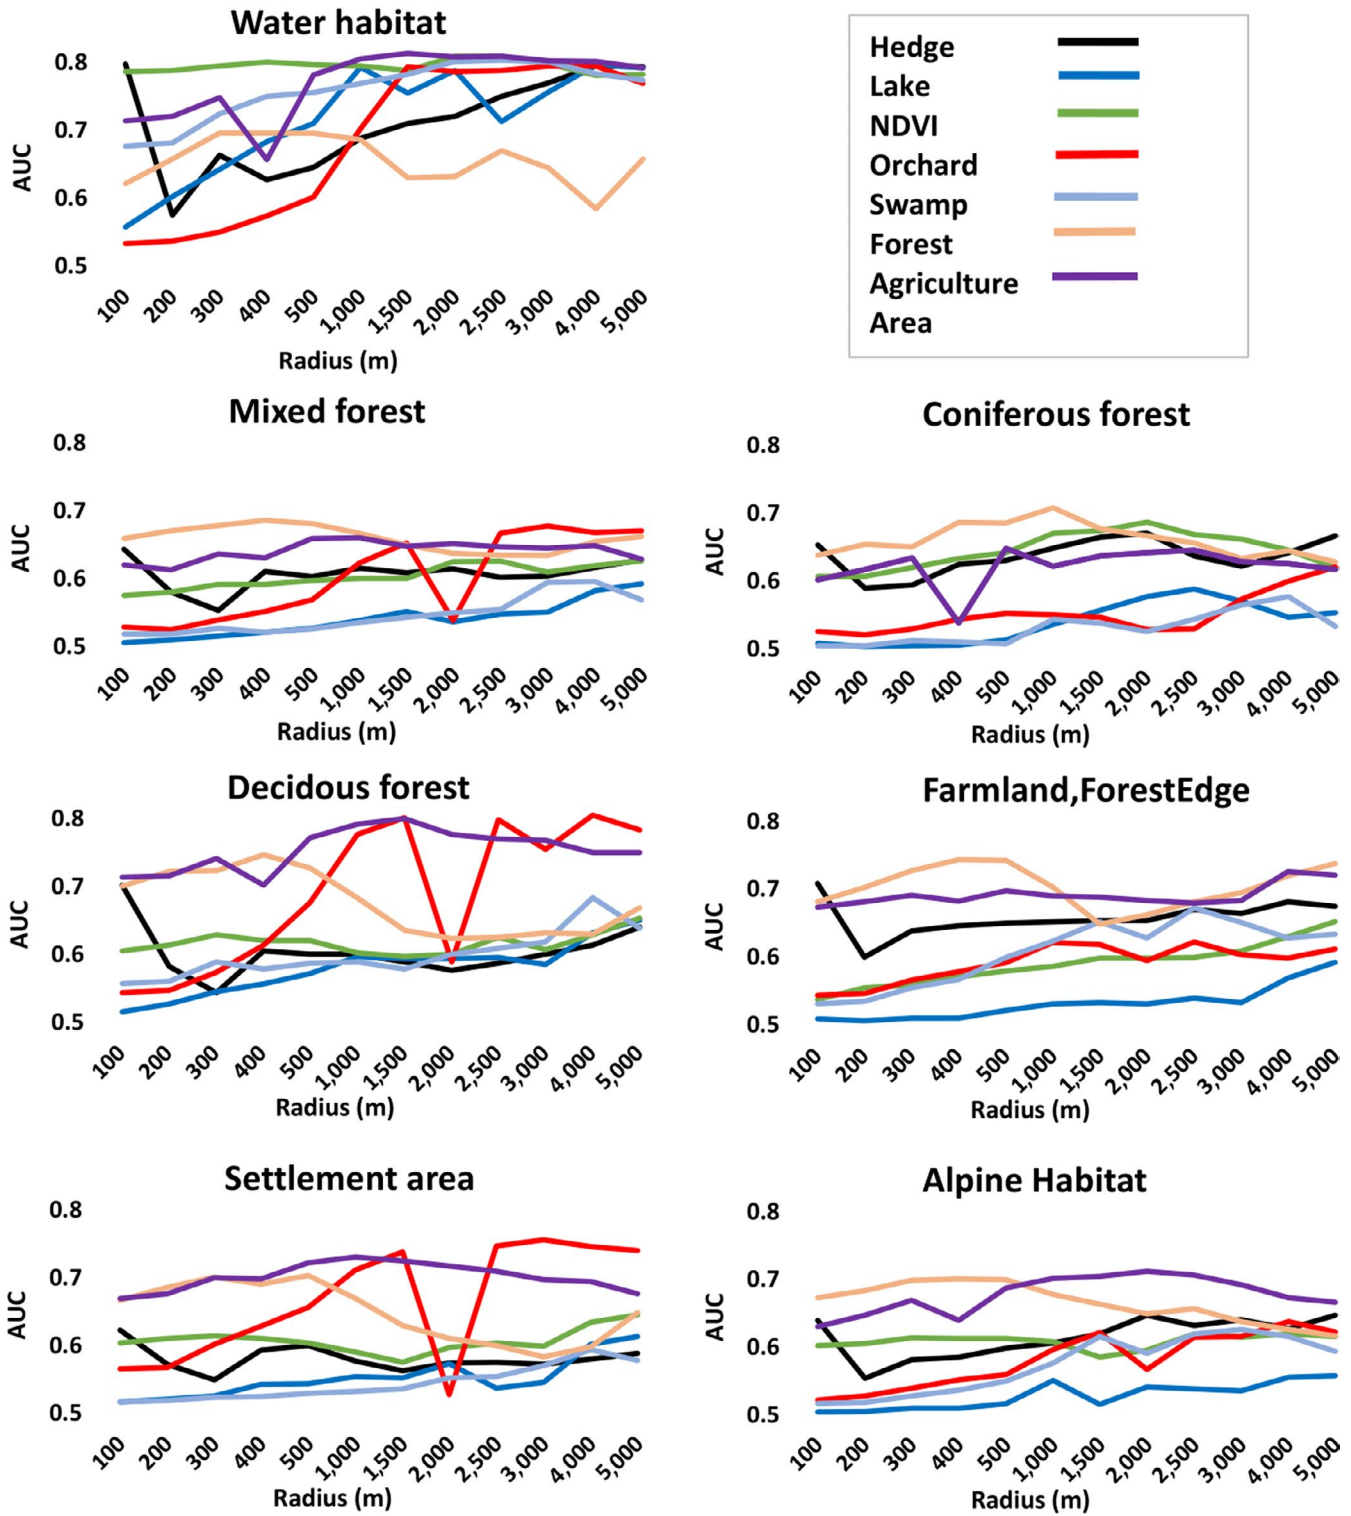 Water habitat
0.8
0.7
0.6
0.5
AUC
100 200 300 400 500 1,000 1,500 2,000 2,500 3,000 4,000 5,000
Radius (m)
Hedge
Lake
NDVI
Orchard
Swamp
Forest
Agriculture
Area
Mixed forest
0.8
0.7
0.6
0.5
AUC
100 200 300 400 500 1,000 1,500 2,000 2,500 3,000 4,000 5,000
Radius (m)
Coniferous forest
0.8
0.7
0.6
0.5
AUC
100 200 300 400 500 1,000 1,500 2,000 2,500 3,000 4,000 5,000
Radius (m)
Decidous forest
0.8
0.7
0.6
0.5
AUC
100 200 300 400 500 1,000 1,500 2,000 2,500 3,000 4,000 5,000
Radius (m)
Farmland,ForestEdge
0.8
0.7
0.6
0.5
AUC
100 200 300 400 500 1,000 1,500 2,000 2,500 3,000 4,000 5,000
Radius (m)
Settlement area
0.8
0.7
0.6
0.5
AUC
100 200 300 400 500 1,000 1,500 2,000 2,500 3,000 4,000 5,000
Radius (m)
Alpine Habitat
0.8
0.7
0.6
0.5
AUC
100 200 300 400 500 1,000 1,500 2,000 2,500 3,000 4,000 5,000
Radius (m)